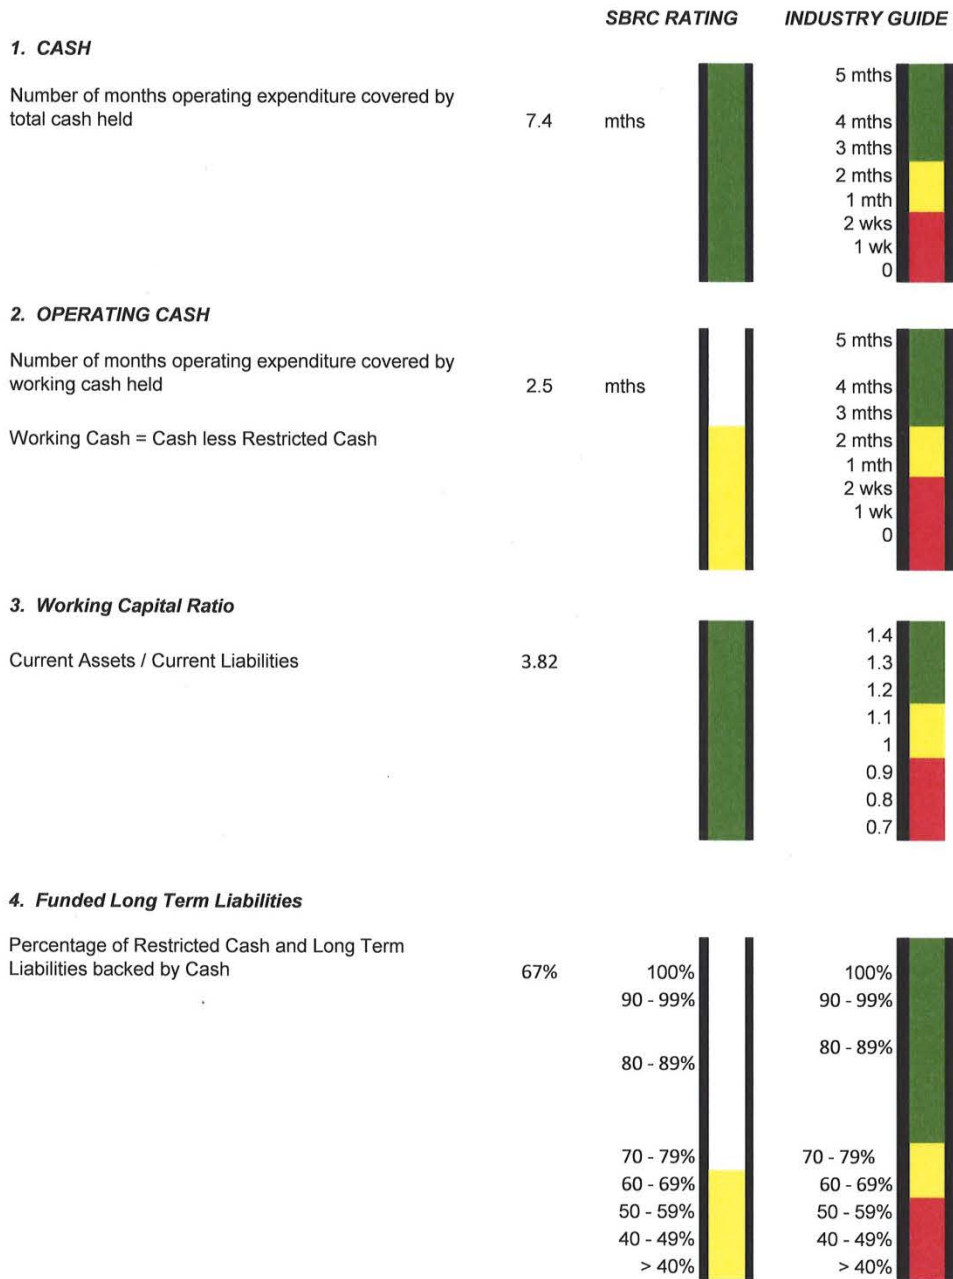 SBRC RATING INDUSTRY GUIDE
1. CASH
Number of months operating expenditure covered by
total cash held
7.4 mths
5 mths
4 mths
3 mths
2 mths
1 mth
2 wks
1 wk
0
2. OPERATING CASH
Number of months operating expenditure covered by
working cash held
2.5 mths
Working Cash = Cash less Restricted Cash
5 mths
4 mths
3 mths
2 mths
1 mth
2 wks
1 wk
0
3. Working Capital Ratio
Current Assets / Current Liabilities
3.82
1.4
1.3
1.2
1.1
1
0.9
0.8
0.7
4. Funded Long Term Liabilities
Percentage of Restricted Cash and Long Term
Liabilities backed by Cash
67%
100%
90 - 99%
80 - 89%
70 - 79%
60 - 69%
50 - 59%
40 - 49%
> 40%
100%
90 - 99%
80 - 89%
70 - 79%
60 - 69%
50 - 59%
40 - 49%
> 40%